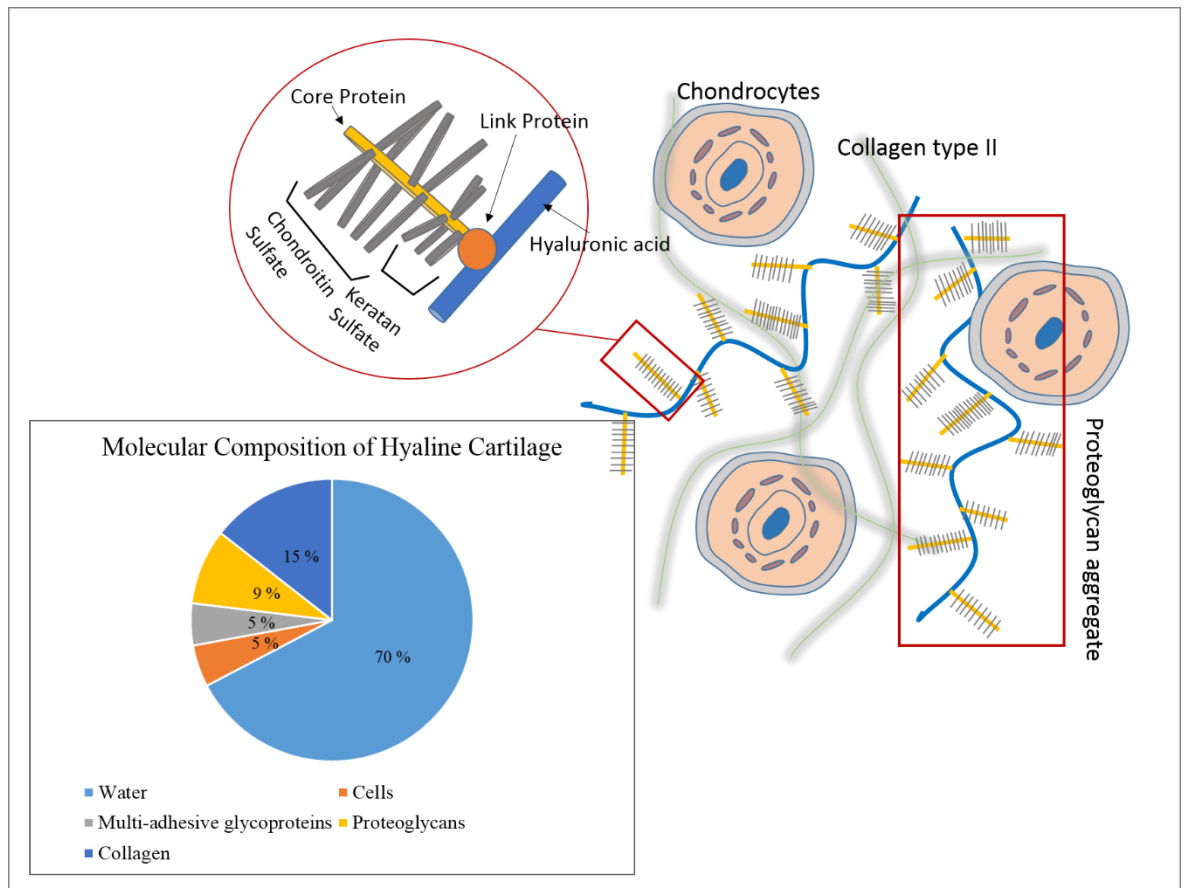 Chondrocytes
Core Protein
Link Protein
Collagen type II
Hyaluronic acid
Chondroitin
Sulfate
Keratan
Sulfate
Proteoglycan aggregate
Molecular Composition of Hyaline Cartilage
15 %
9 %
5 %
5 %
70 %
Water
Cells
Multi-adhesive glycoproteins
Proteoglycans
Collagen